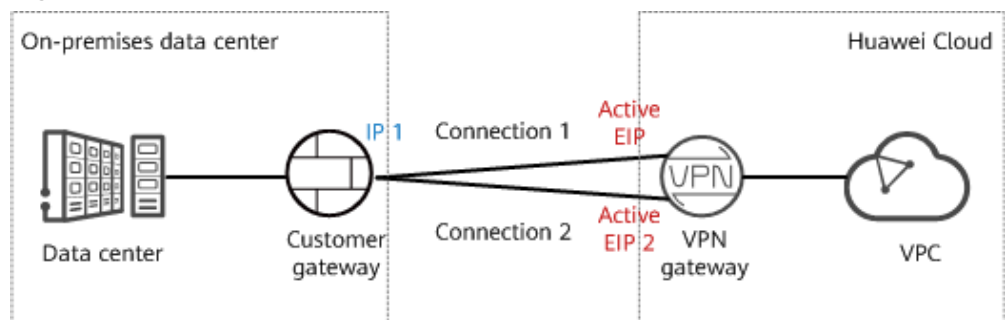 On-premises data center
Huawei Cloud
IP 1
Connection 1
Active
EIP
VPN
Connection 2
Active
EIP 2
Data center
Customer
gateway
VPN
gateway
VPC